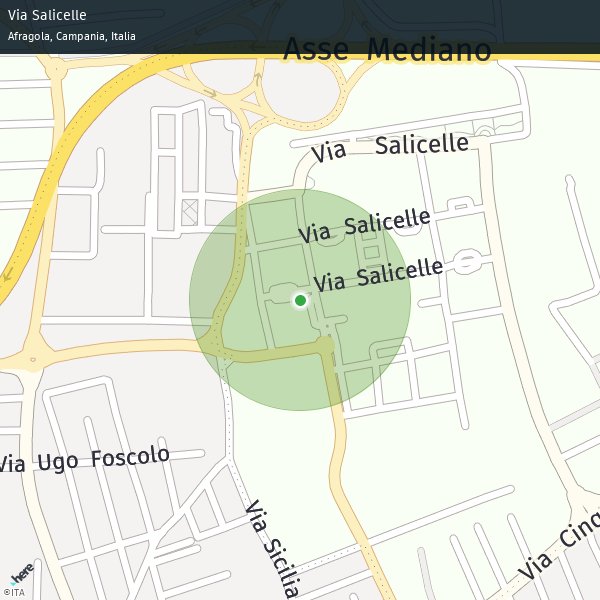 Via Salicelle
Afragola, Campania, Italia
Asse Mediano
Via Salicelle
Via Salicelle
Via Salicelle
Via Ugo Foscolo
Via Sicilia
Via Cinq
here
©ITA